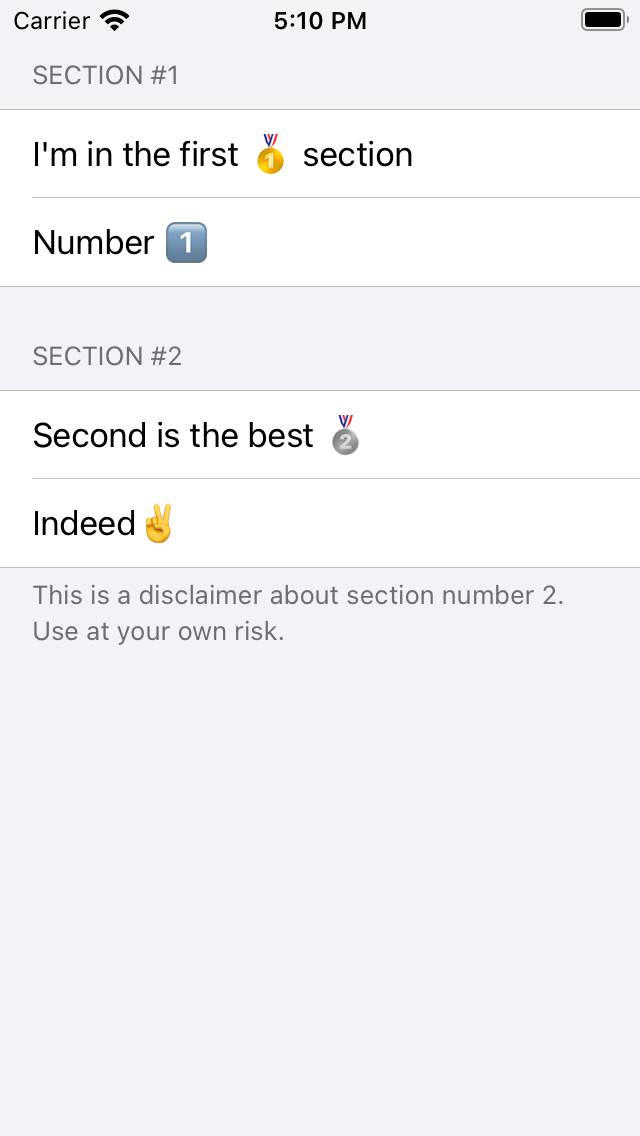 Carrier 5:10 PM
SECTION #1
I'm in the first 🥇 section
Number 1️⃣
SECTION #2
Second is the best 🥈
Indeed✌️
This is a disclaimer about section number 2.
Use at your own risk.